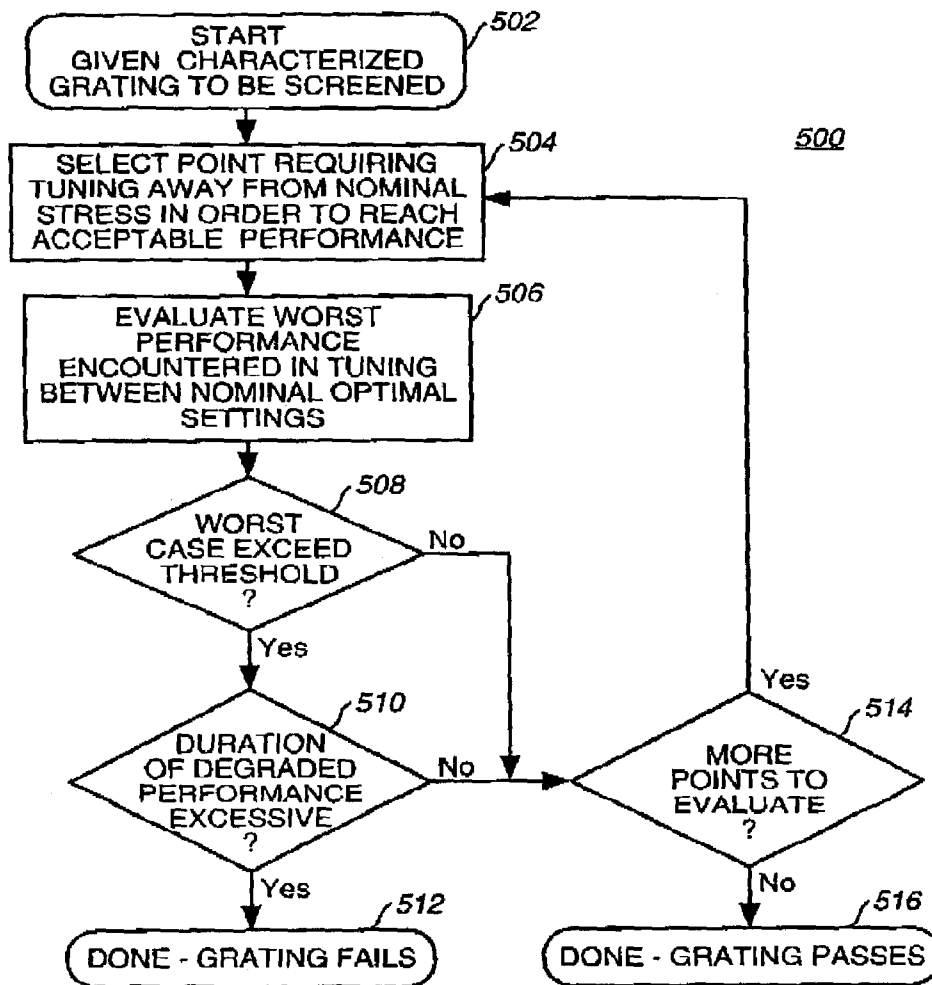 START
GIVEN CHARACTERIZED
GRATING TO BE SCREENED
502
500
504
SELECT POINT REQUIRING
TUNING AWAY FROM NOMINAL
STRESS IN ORDER TO REACH
ACCEPTABLE PERFORMANCE
506
EVALUATE WORST
PERFORMANCE
ENCOUNTERED IN TUNING
BETWEEN NOMINAL OPTIMAL
SETTINGS
508
WORST
CASE EXCEED
THRESHOLD
?
No
Yes
510
DURATION
OF DEGRADED
PERFORMANCE
EXCESSIVE
?
No
Yes
512
DONE - GRATING FAILS
Yes
514
MORE
POINTS TO
EVALUATE
?
No
516
DONE - GRATING PASSES